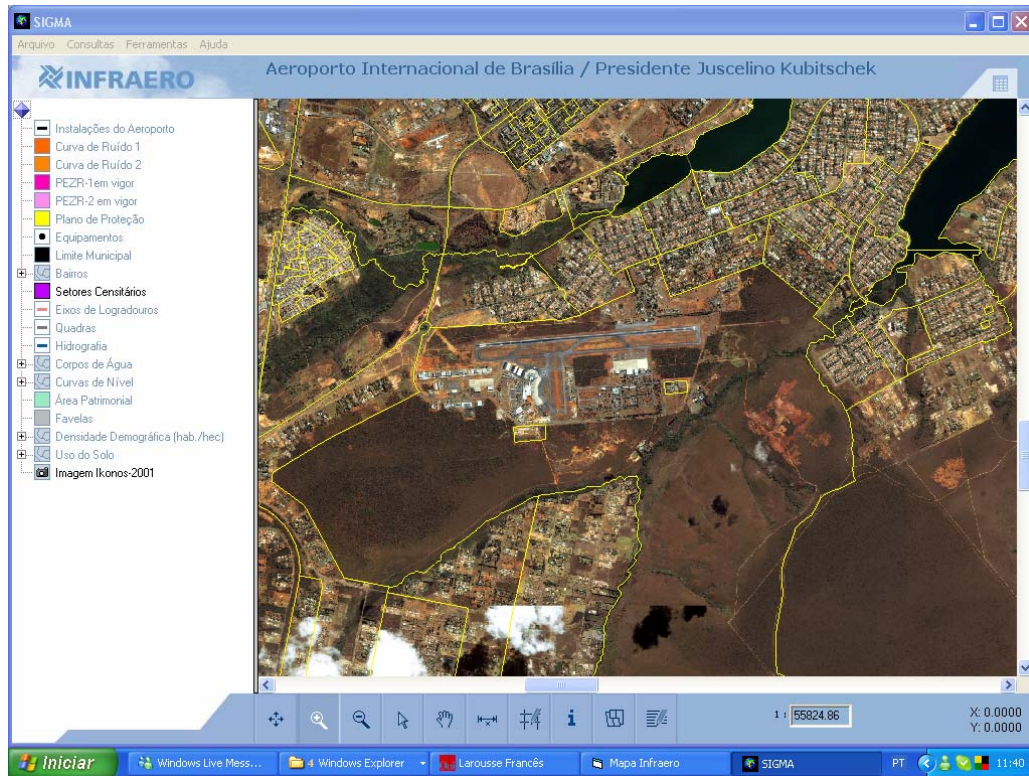 SIGMA
Arquivo Consultas Ferramentas Ajuda
INFRAERO
Aeroporto Internacional de Brasília / Presidente Juscelino Kubitschek
Instalações do Aeroporto
Curva de Ruído 1
Curva de Ruído 2
PEZR-1em vigor
PEZR-2 em vigor
Plano de Proteção
Equipamentos
Limite Municipal
Bairros
Setores Censitários
Eixos de Logradouros
Quadras
Hidrografia
Corpos de Água
Curvas de Nível
Área Patrimonial
Favelas
Densidade Demográfica (hab./hec)
Uso do Solo
Imagem Ikonos-2001
1 : 55824.86
X: 0.0000
Y: 0.0000
Iniciar Windows Live Mess... 4 Windows Explorer Larousse Francês Mapa Infraero SIGMA PT 11:40